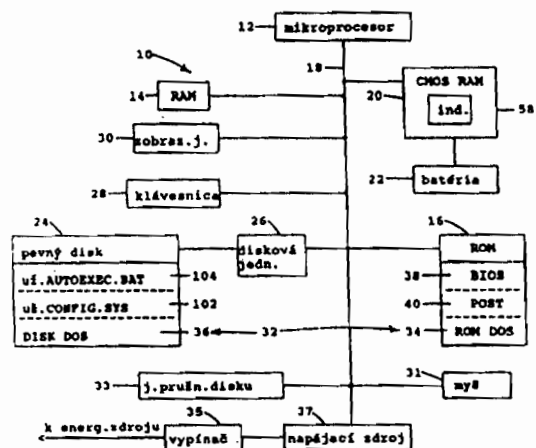 12 mikroprocesor
10
18
14 RAM
CMOS RAM
20 ind. 58
30 zobraz.j.
22 batéria
28 klávesnica
24
26
16
pevný disk
disková jedn.
ROM
už.AUTOEXEC.BAT 104
38 BIOS
už.CONFIG.SYS 102
40 POST
DISK DOS 36 32 34 ROM DOS
33 j.pružn.disku
31 myš
k energ.zdroju
35 vypínač
37 napájací zdroj